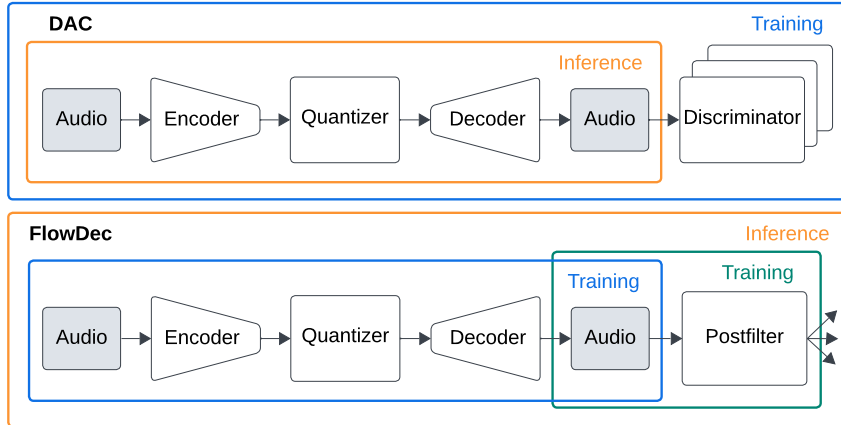 DAC
Training
Inference
Audio
Encoder
Quantizer
Decoder
Audio
Discriminator
FlowDec
Inference
Training
Training
Audio
Encoder
Quantizer
Decoder
Audio
Postfilter